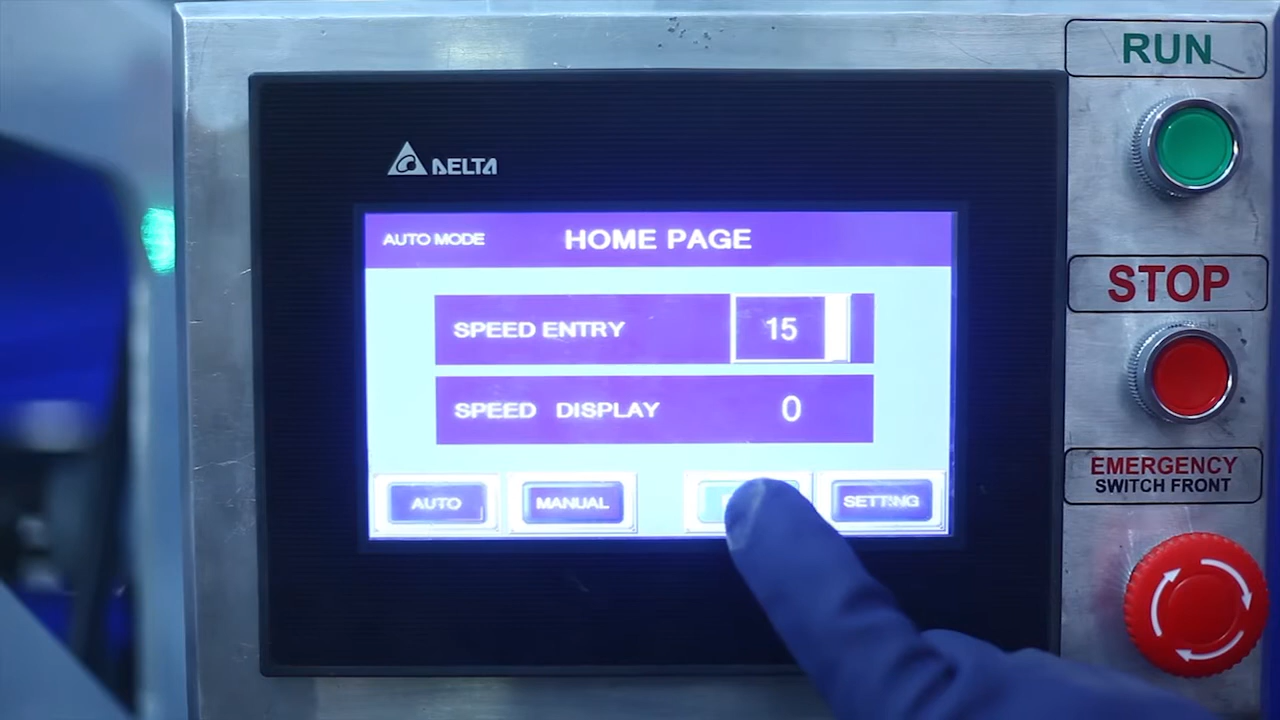 DELTA
AUTO MODE
HOME PAGE
SPEED ENTRY
15
SPEED DISPLAY
0
AUTO
MANUAL
SETTING
RUN
STOP
EMERGENCY
SWITCH FRONT